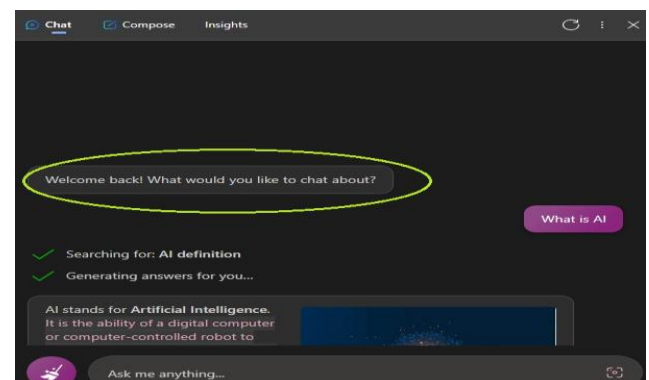 Chat Compose Insights
Welcome back! What would you like to chat about?
What is AI
Searching for: AI definition
Generating answers for you...
AI stands for Artificial Intelligence.
It is the ability of a digital computer
or computer-controlled robot to
Ask me anything...